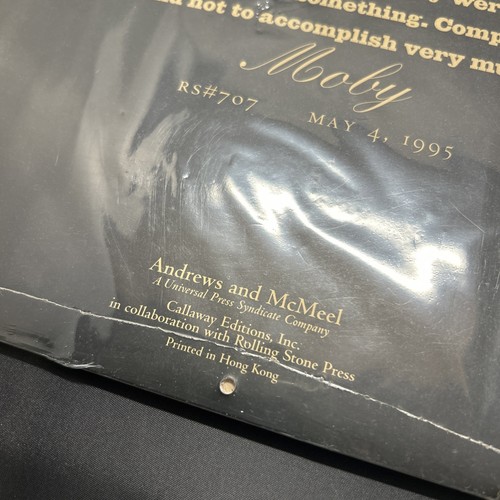 something. Comp
not to accomplish very mu
Moby
RS#707 MAY 4, 1995
Andrews and McMeel
A Universal Press Syndicate Company
Callaway Editions, Inc.
in collaboration with Rolling Stone Press
Printed in Hong Kong